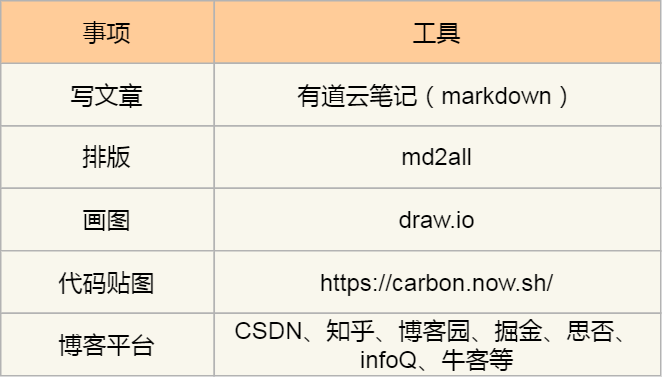 事项 工具
写文章 有道云笔记（markdown）
排版 md2all
画图 draw.io
代码贴图 https://carbon.now.sh/
博客平台 CSDN、知乎、博客园、掘金、思否、
infoQ、牛客等